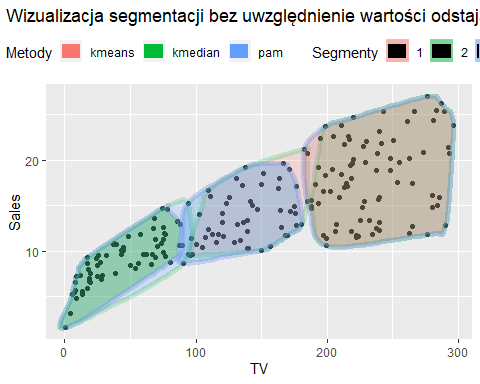 Wizualizacja segmentacji bez uwzględnienie wartości odstaj
Metody kmeans kmedian pam Segmenty 1 2
20
10
Sales
0 100 200 300
TV